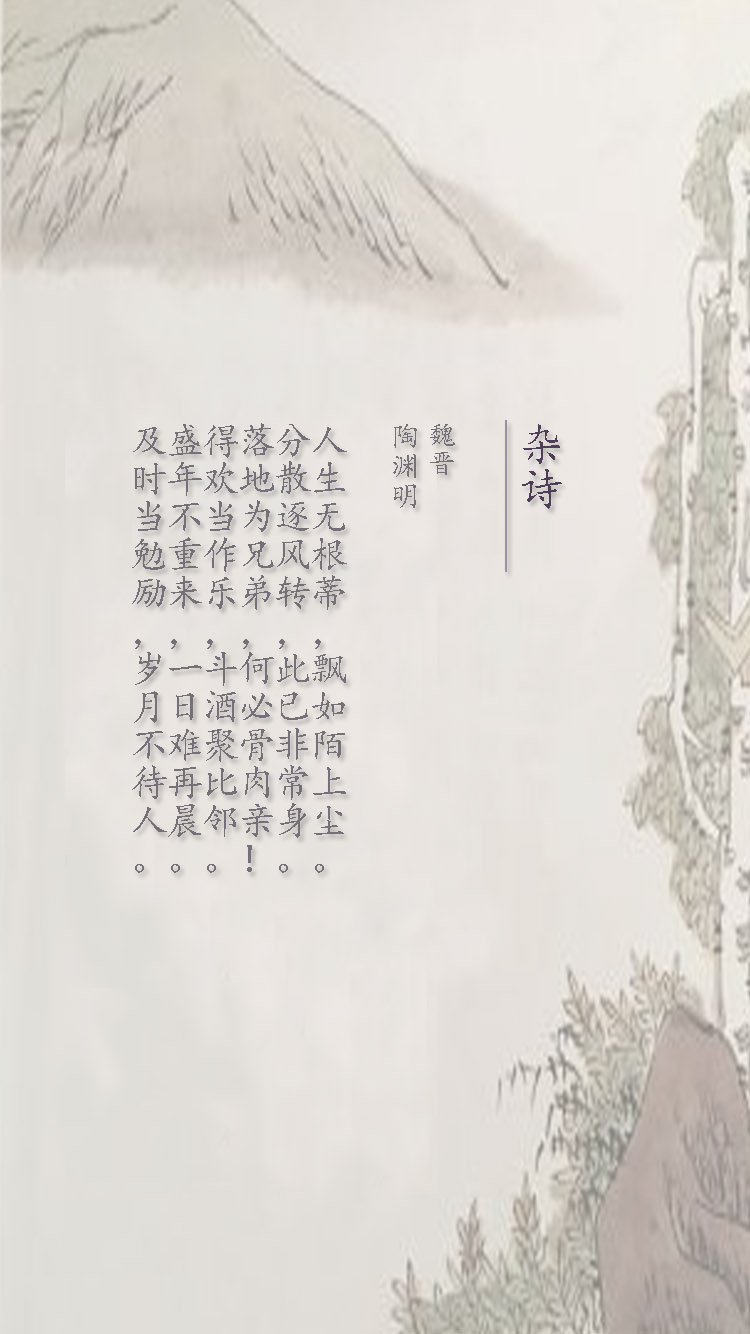 杂诗
魏晋
陶渊明
人生无根蒂，飘如陌上尘。
分散逐风转，此已非常身。
落地为兄弟，何必骨肉亲！
得欢当作乐，斗酒聚比邻。
盛年不重来，一日难再晨。
及时当勉励，岁月不待人。